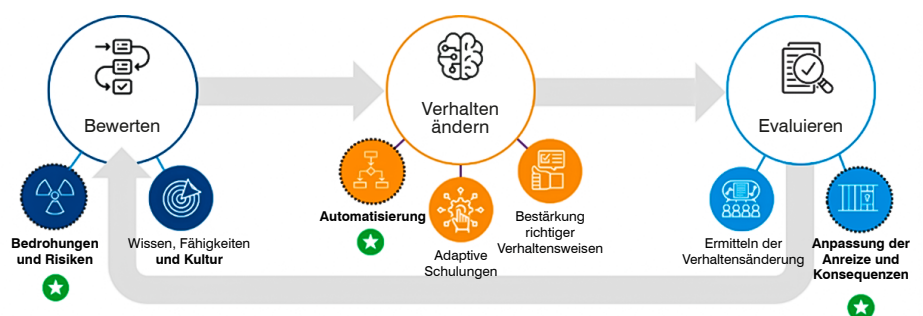 Bewerten
Verhalten
ändern
Evaluieren
Bedrohungen
und Risiken
Wissen, Fähigkeiten
und Kultur
Automatisierung
Adaptive
Schulungen
Bestärkung
richtiger
Verhaltensweisen
Ermitteln der
Verhaltensänderung
Anpassung der
Anreize und
Konsequenzen